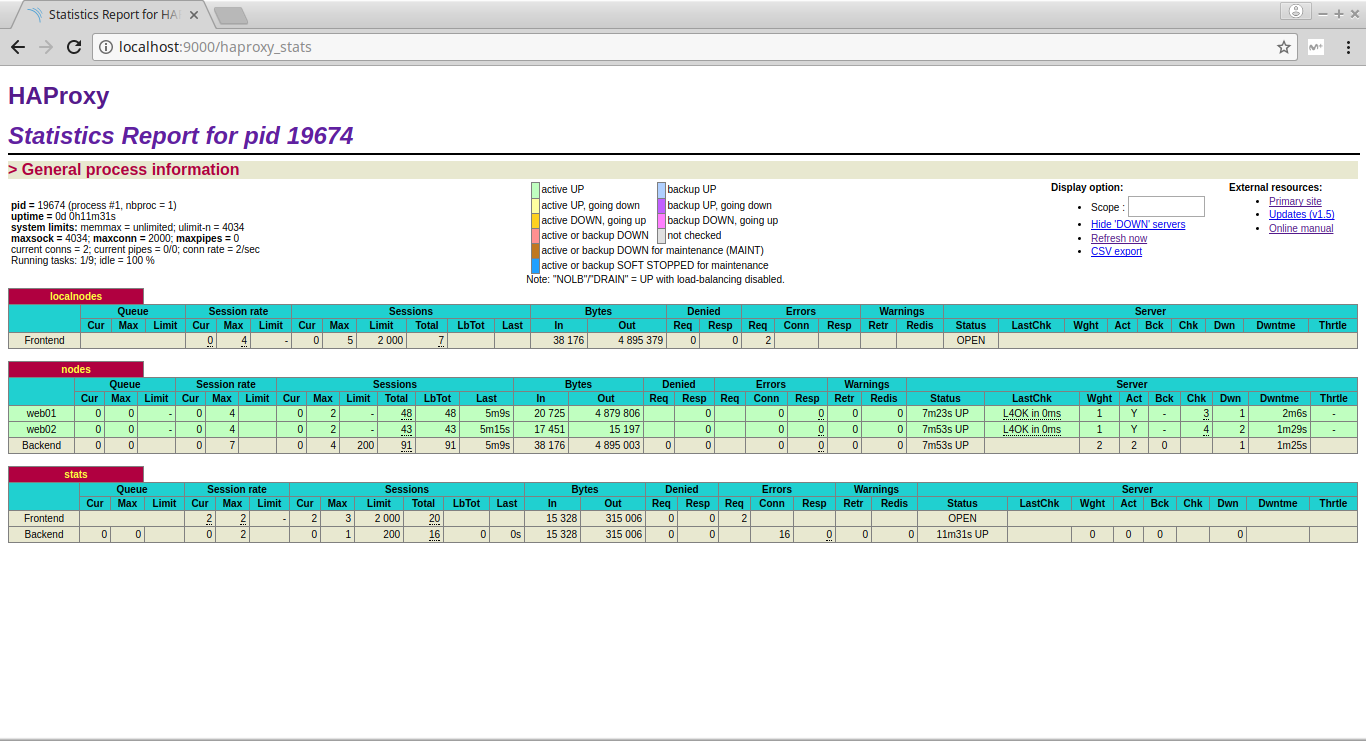 Statistics Report for HA
localhost:9000/haproxy_stats
HAProxy
Statistics Report for pid 19674
> General process information
pid = 19674 (process #1, nbproc = 1)
uptime = 0d 0h11m31s
system limits: memmax = unlimited; ulimit-n = 4034
maxsock = 4034; maxconn = 2000; maxpipes = 0
current conns = 2; current pipes = 0/0; conn rate = 2/sec
Running tasks: 1/9; idle = 100 %
active UP backup UP
active UP, going down backup UP, going down
active DOWN, going up backup DOWN, going up
active or backup DOWN not checked
active or backup DOWN for maintenance (MAINT)
active or backup SOFT STOPPED for maintenance
Note: "NOLB"/"DRAIN" = UP with load-balancing disabled.
Display option:
Scope :
Hide 'DOWN' servers
Refresh now
CSV export
External resources:
Primary site
Updates (v1.5)
Online manual
localnodes
Queue Session rate Sessions Bytes Denied Errors Warnings Server
Cur Max Limit Cur Max Limit Cur Max Limit Total LbTot Last In Out Req Resp Req Conn Resp Retr Redis Status LastChk Wght Act Bck Chk Dwn Dwntme Thrtle
Frontend 0 4 - 0 5 2 000 7 38 176 4 895 379 0 0 2 OPEN
nodes
Queue Session rate Sessions Bytes Denied Errors Warnings Server
Cur Max Limit Cur Max Limit Cur Max Limit Total LbTot Last In Out Req Resp Req Conn Resp Retr Redis Status LastChk Wght Act Bck Chk Dwn Dwntme Thrtle
web01 0 0 - 0 4 0 2 - 48 48 5m9s 20 725 4 879 806 0 0 0 0 0 7m23s UP L4OK in 0ms 1 Y - 3 1 2m6s -
web02 0 0 - 0 4 0 2 - 43 43 5m15s 17 451 15 197 0 0 0 0 0 7m53s UP L4OK in 0ms 1 Y - 4 2 1m29s -
Backend 0 0 0 7 0 4 200 91 91 5m9s 38 176 4 895 003 0 0 0 0 0 0 7m53s UP 2 2 0 1 1m25s
stats
Queue Session rate Sessions Bytes Denied Errors Warnings Server
Cur Max Limit Cur Max Limit Cur Max Limit Total LbTot Last In Out Req Resp Req Conn Resp Retr Redis Status LastChk Wght Act Bck Chk Dwn Dwntme Thrtle
Frontend 2 2 - 2 3 2 000 20 15 328 315 006 0 0 2 OPEN
Backend 0 0 0 2 0 1 200 16 0 0s 15 328 315 006 0 0 16 0 0 0 11m31s UP 0 0 0 0